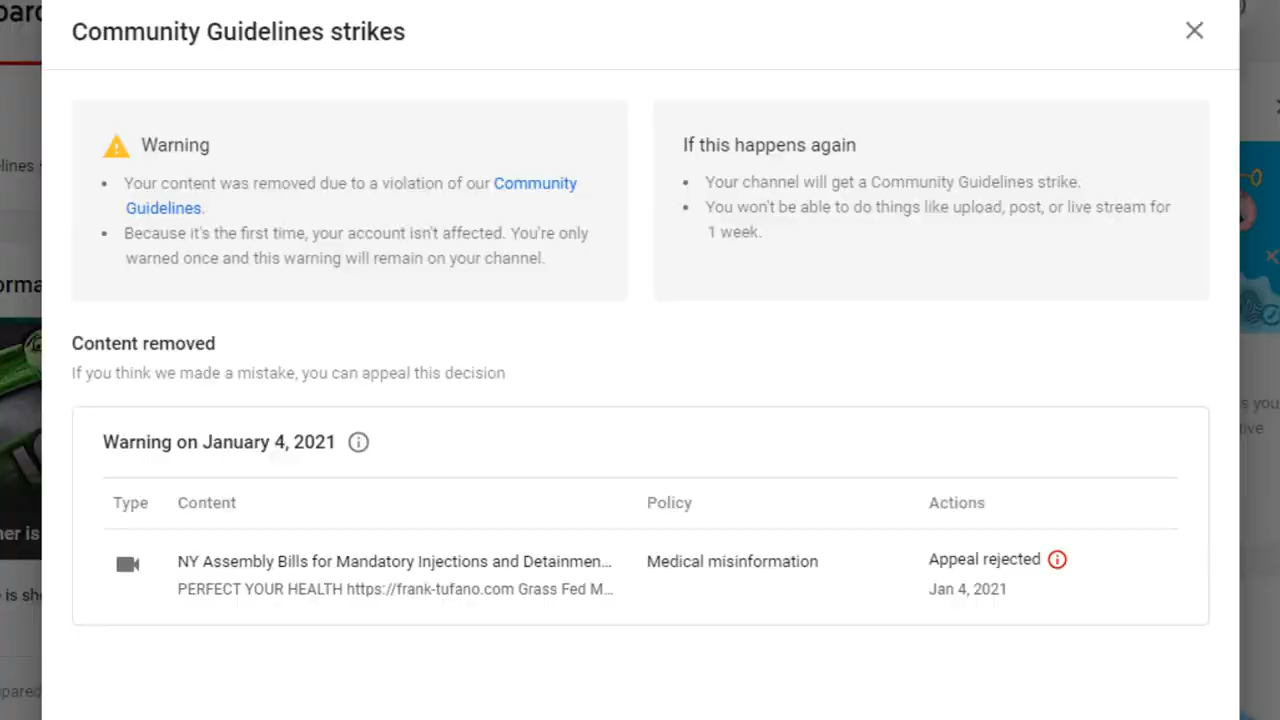 Community Guidelines strikes
Warning
• Your content was removed due to a violation of our Community
Guidelines.
• Because it's the first time, your account isn't affected. You're only
warned once and this warning will remain on your channel.
If this happens again
• Your channel will get a Community Guidelines strike.
• You won't be able to do things like upload, post, or live stream for
1 week.
Content removed
If you think we made a mistake, you can appeal this decision
Warning on January 4, 2021
Type Content Policy Actions
NY Assembly Bills for Mandatory Injections and Detainmen... Medical misinformation Appeal rejected
PERFECT YOUR HEALTH https://frank-tufano.com Grass Fed M... Jan 4, 2021